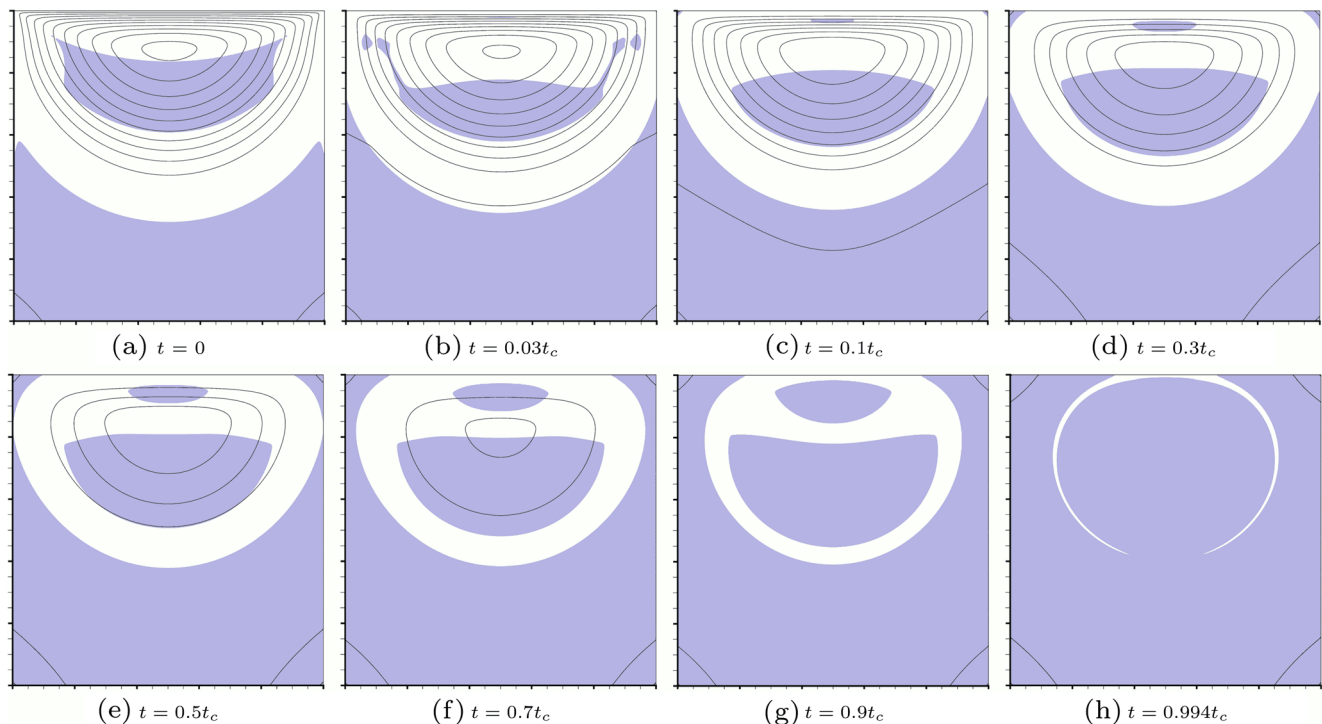 (a) t = 0
(b) t = 0.03t_c
(c) t = 0.1t_c
(d) t = 0.3t_c
(e) t = 0.5t_c
(f) t = 0.7t_c
(g) t = 0.9t_c
(h) t = 0.994t_c